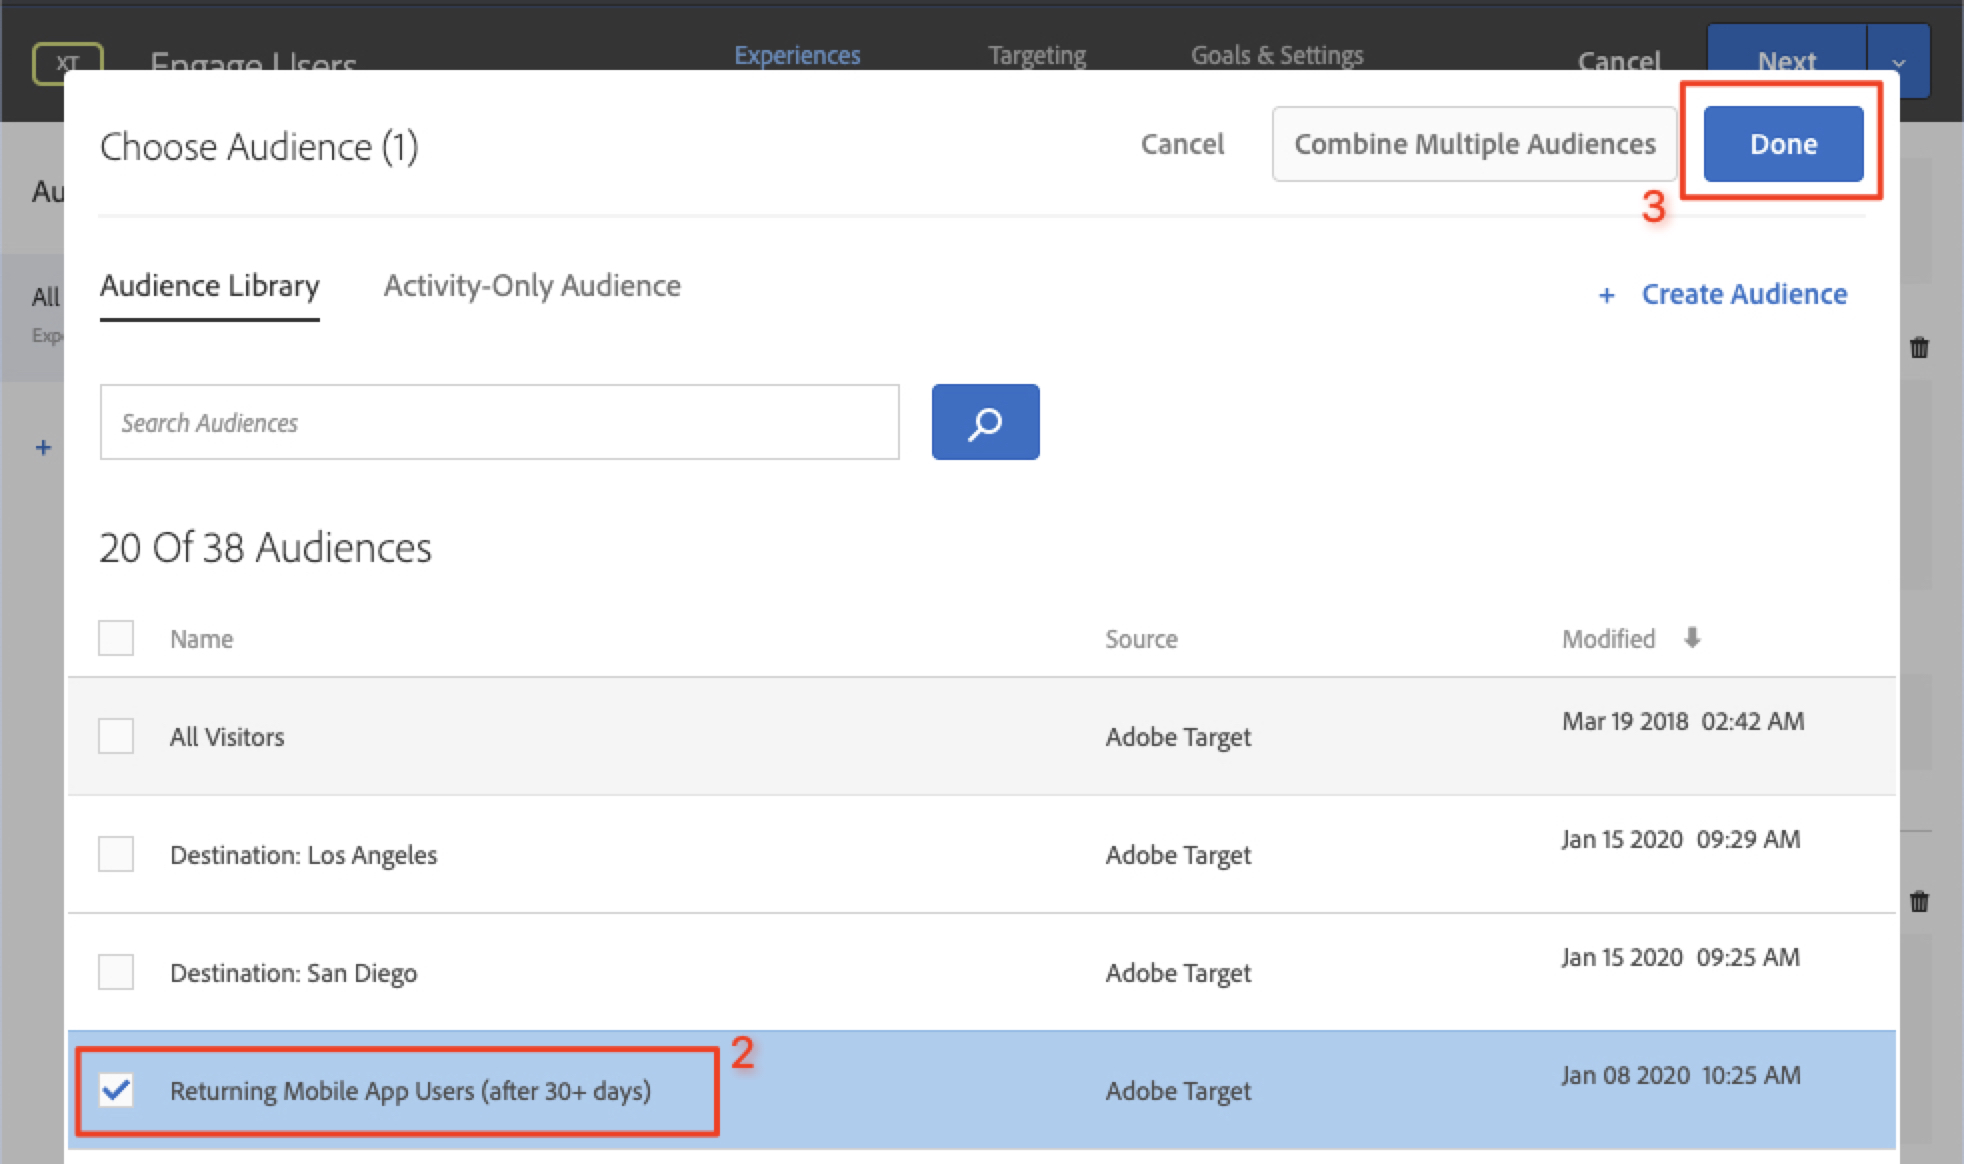 XT Engage Users Experiences Targeting Goals & Settings Cancel Next
Choose Audience (1) Cancel Combine Multiple Audiences Done
3
Au
Audience Library Activity-Only Audience + Create Audience
All
Expe
Search Audiences
+
20 Of 38 Audiences
Name Source Modified
All Visitors Adobe Target Mar 19 2018 02:42 AM
Destination: Los Angeles Adobe Target Jan 15 2020 09:29 AM
Destination: San Diego Adobe Target Jan 15 2020 09:25 AM
2
Returning Mobile App Users (after 30+ days) Adobe Target Jan 08 2020 10:25 AM